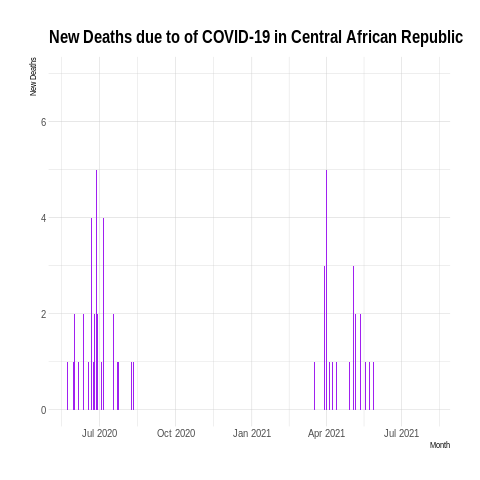 New Deaths due to of COVID-19 in Central African Republic
New Deaths
6
4
2
0
Jul 2020 Oct 2020 Jan 2021 Apr 2021 Jul 2021
Month